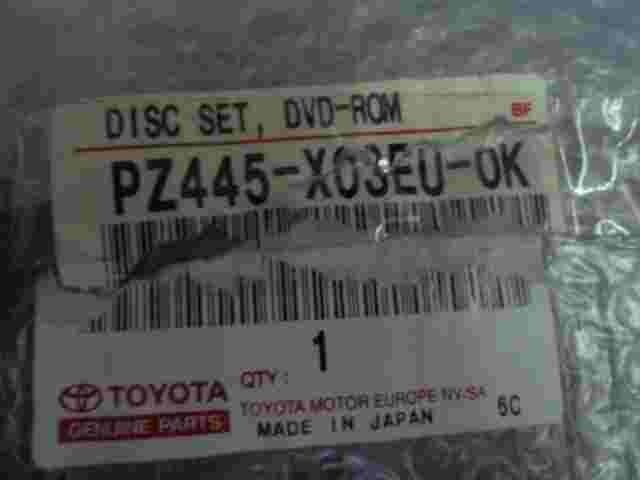 DISC SET, DVD-ROM
BF
PZ445-X03EU-0K
1
QTY :
TOYOTA
GENUINE PARTS
TOYOTA MOTOR EUROPE NV-SA
MADE IN JAPAN
5C